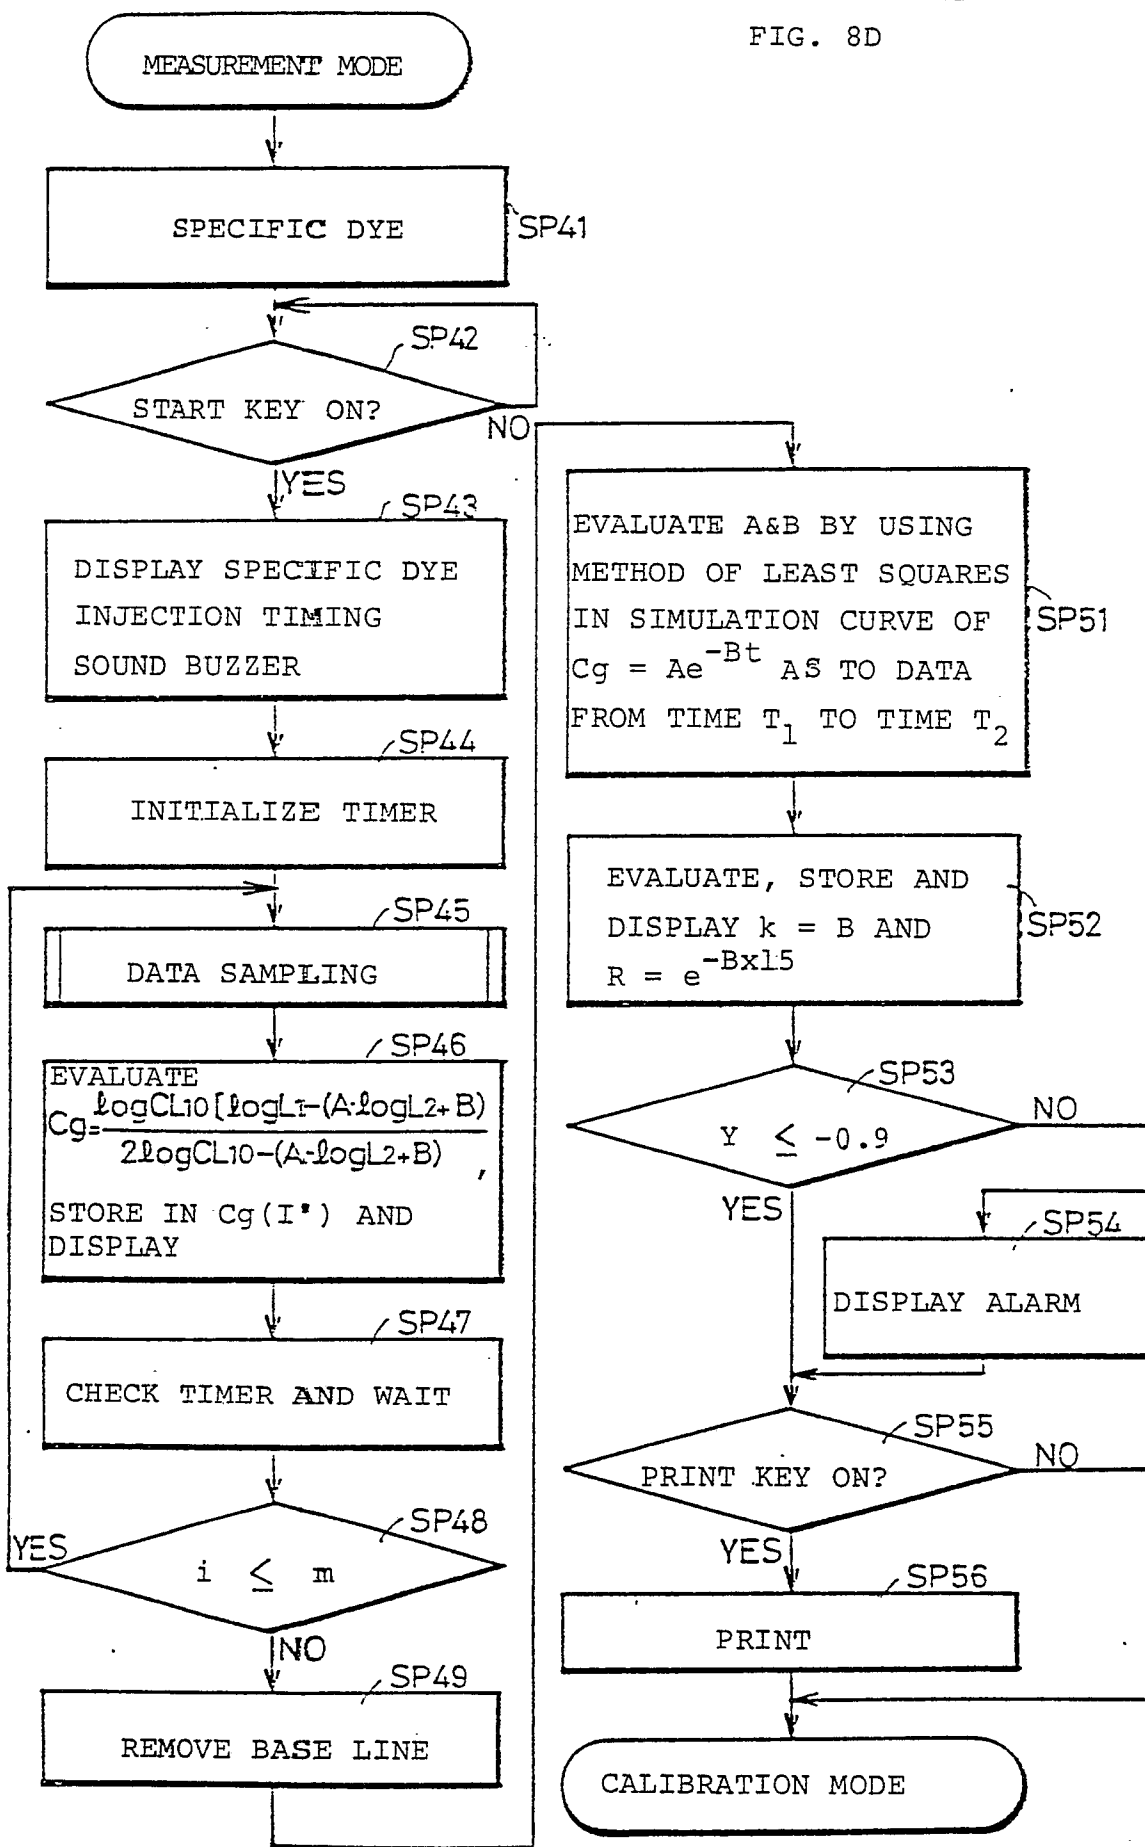 FIG. 8D
MEASUREMENT MODE
SPECIFIC DYE
SP41
SP42
START KEY ON?
NO
YES
SP43
DISPLAY SPECIFIC DYE
INJECTION TIMING
SOUND BUZZER
SP44
INITIALIZE TIMER
SP45
DATA SAMPLING
SP46
EVALUATE
Cg=ℓogCL10[ℓogL1-(A·ℓogL2+B)
2ℓogCL10-(A·ℓogL2+B) ,
STORE IN Cg(I*) AND
DISPLAY
SP47
CHECK TIMER AND WAIT
SP48
YES
i ≤ m
NO
SP49
REMOVE BASE LINE
EVALUATE A&B BY USING
METHOD OF LEAST SQUARES
IN SIMULATION CURVE OF
Cg = Ae^-Bt AS TO DATA
FROM TIME T1 TO TIME T2
SP51
EVALUATE, STORE AND
DISPLAY k = B AND
R = e^-Bx15
SP52
SP53
Y ≤ -0.9
NO
YES
SP54
DISPLAY ALARM
SP55
PRINT KEY ON?
NO
YES
SP56
PRINT
CALIBRATION MODE